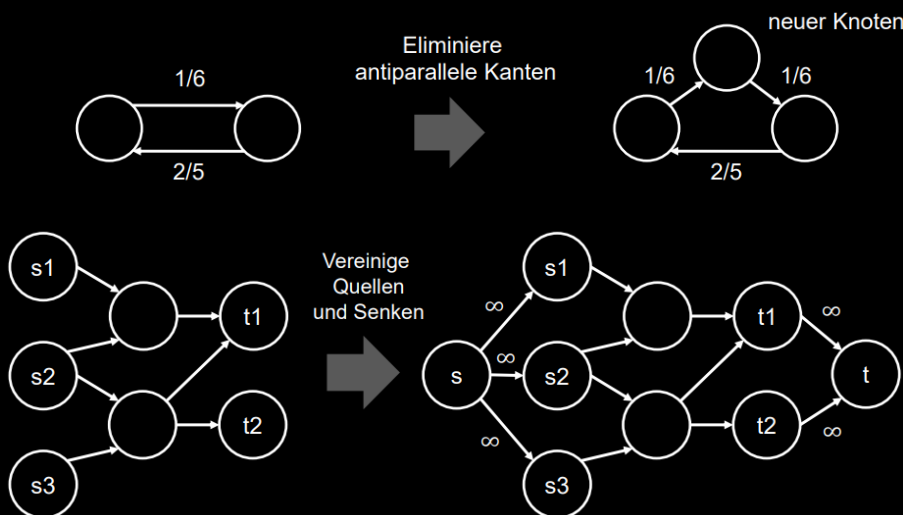 neuer Knoten
Eliminiere
antiparallele Kanten
1/6
2/5
1/6
1/6
2/5
s1
s2
s3
t1
t2
Vereinige
Quellen
und Senken
s
∞
∞
∞
s1
s2
s3
t1
t2
∞
∞
t